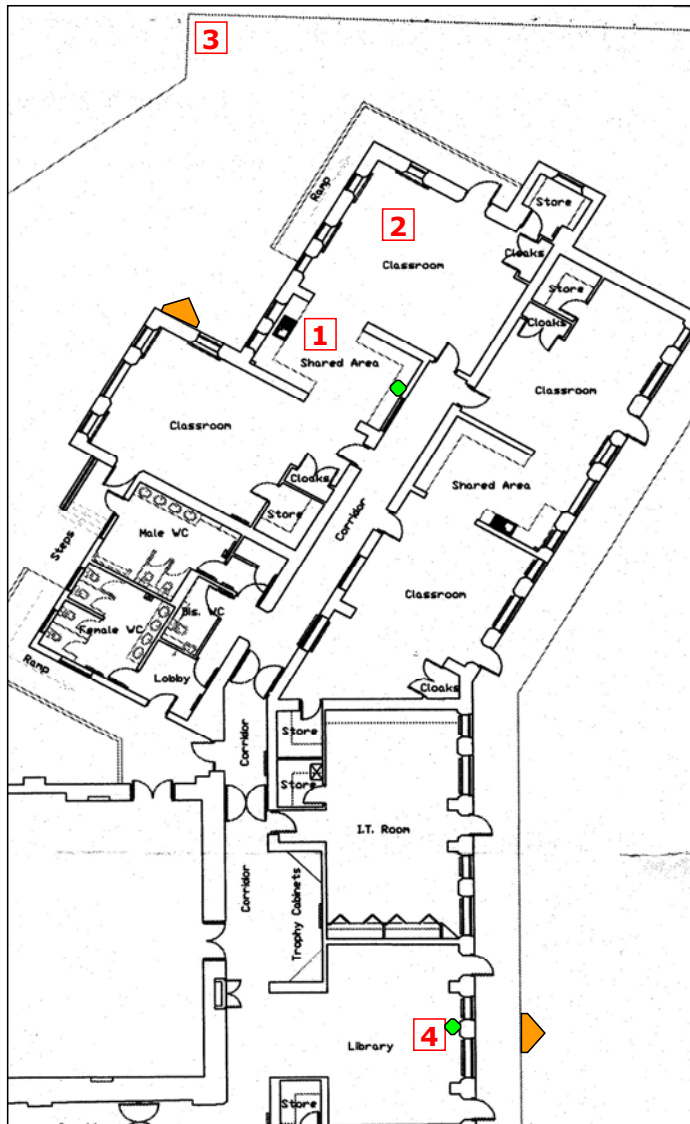 3
Ramp
Store
2
Cloaks
Classroom
Store
Cloaks
1
Shared Area
Classroom
Classroom
Shared Area
Cloaks
Store
Corridor
Male WC
Steps
Classroom
Dis. WC
Female WC
Ramp
Lobby
Cloaks
Store
Corridor
Store
I.T. Room
Corridor
Trophy Cabinets
4
Library
Store